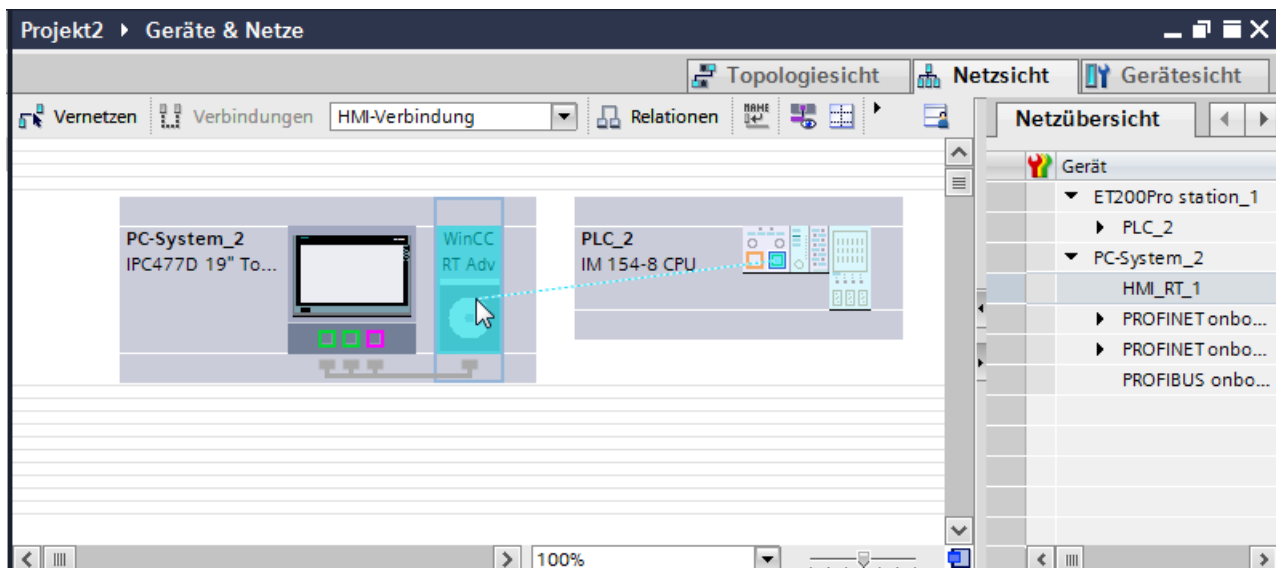 Projekt2 ▸ Geräte & Netze
Topologiesicht Netzsicht Gerätesicht
Vernetzen Verbindungen HMI-Verbindung Relationen NAME Netzübersicht
Gerät
ET200Pro station_1
PLC_2
PC-System_2
HMI_RT_1
PROFINET onbo...
PROFINET onbo...
PROFIBUS onbo...
PC-System_2
IPC477D 19" To...
WinCC
RT Adv
PLC_2
IM 154-8 CPU
100%